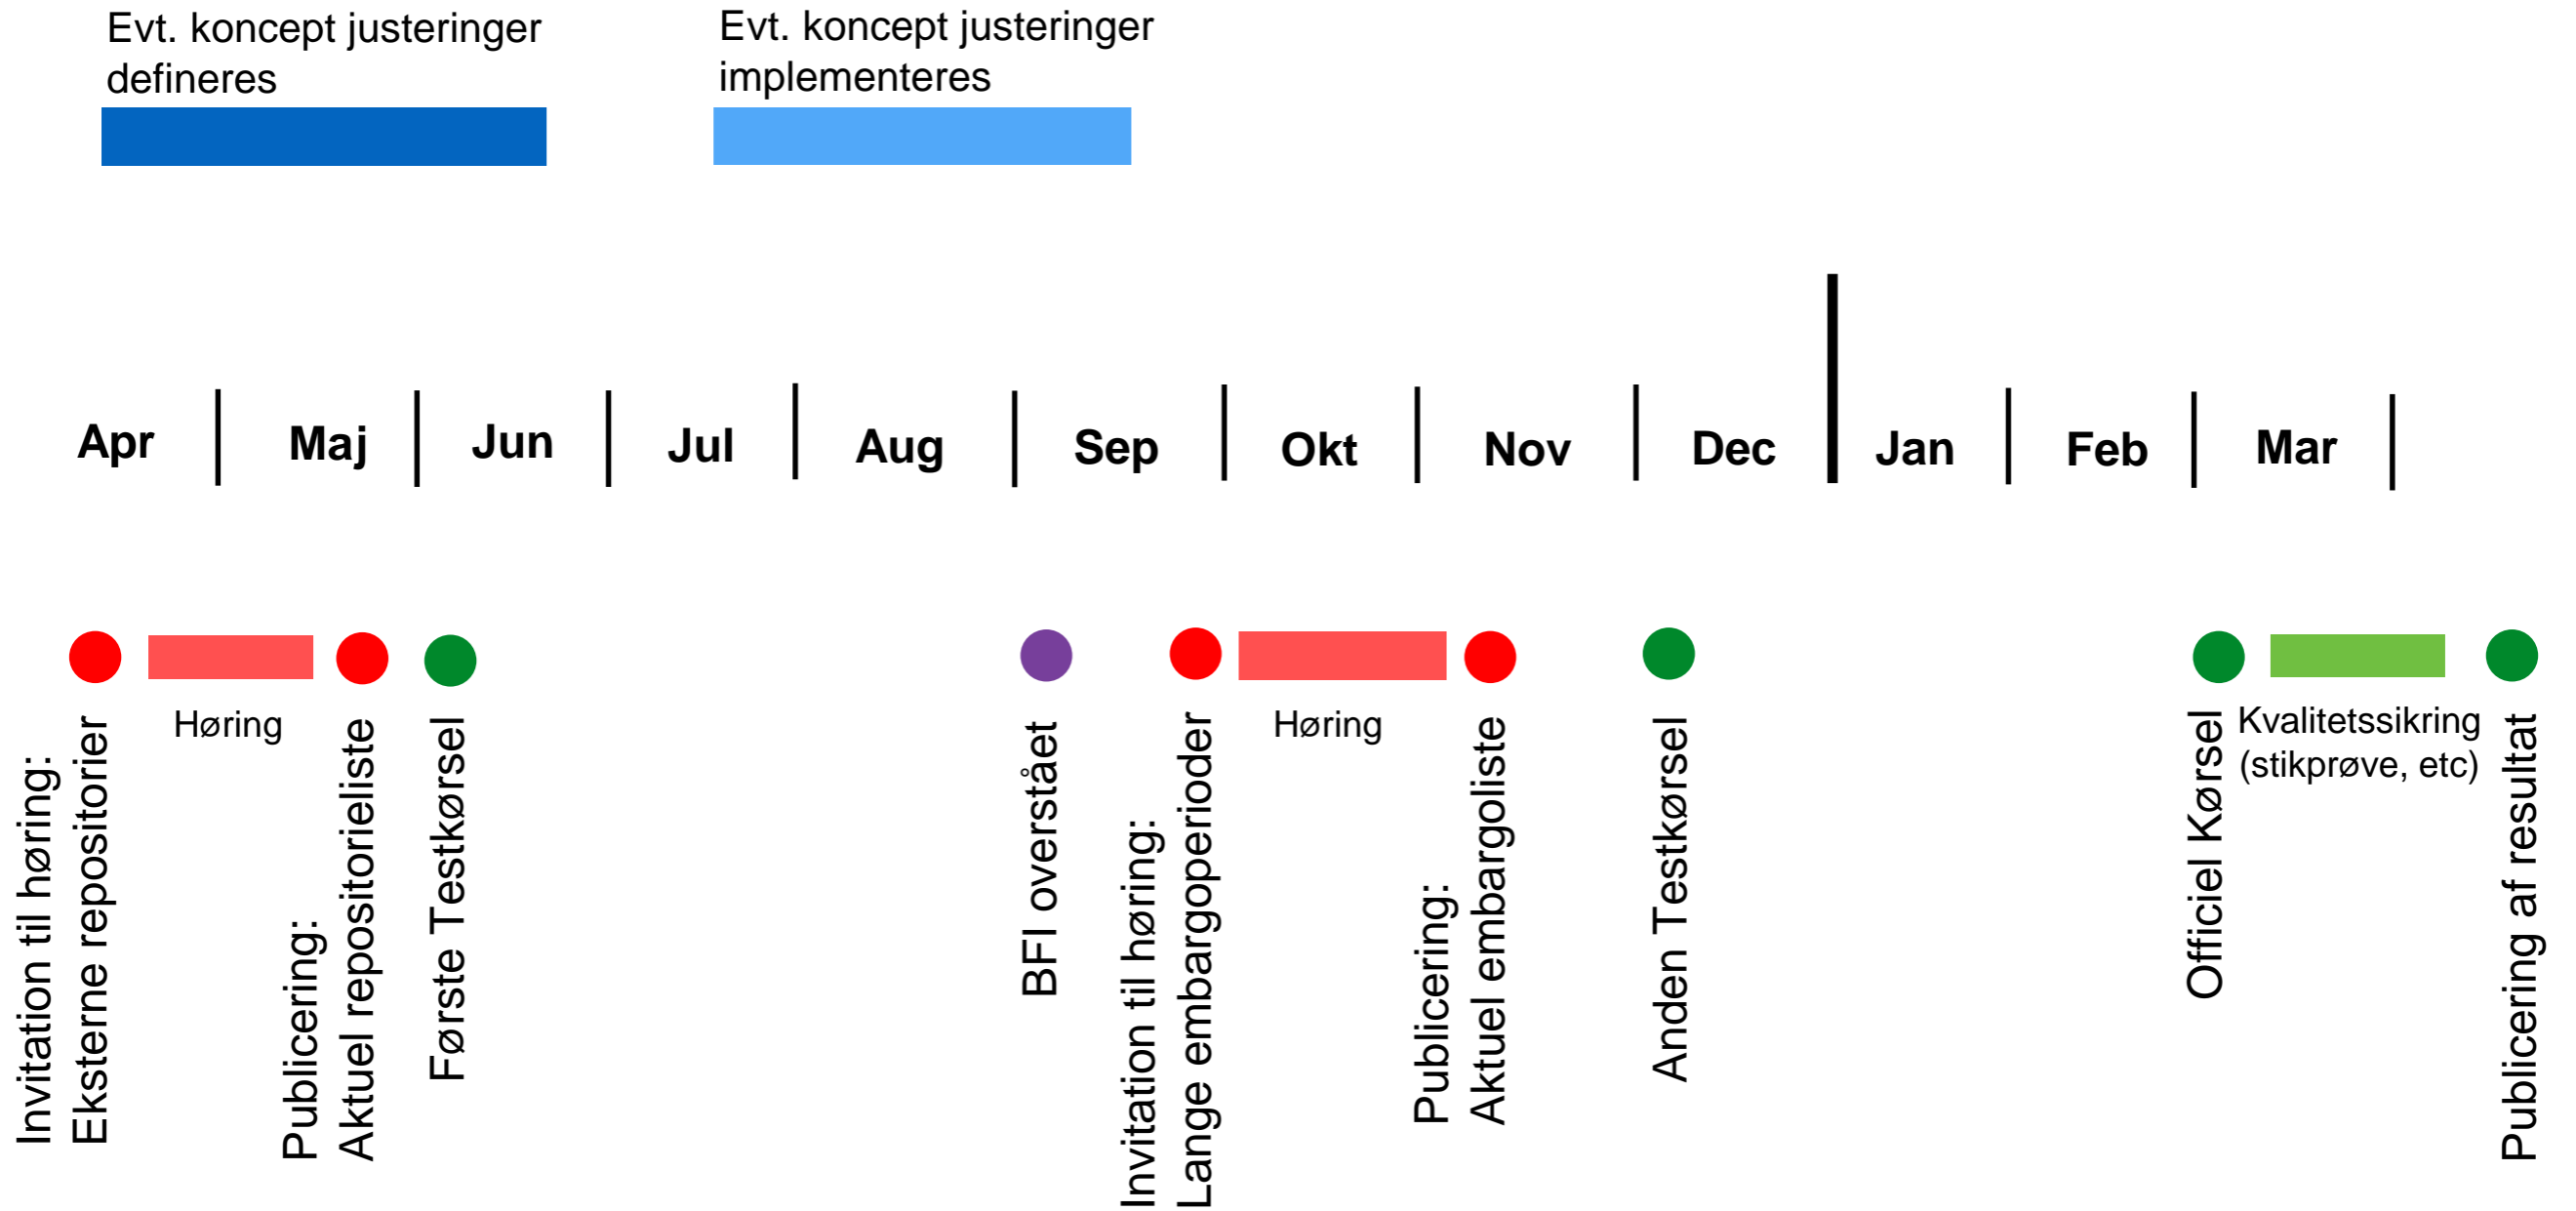 Evt. koncept justeringer
defineres
Evt. koncept justeringer
implementeres
Apr
Maj
Jun
Jul
Aug
Sep
Okt
Nov
Dec
Jan
Feb
Mar
Invitation til høring:
Eksterne repositorier
Høring
Publicering:
Aktuel repositorieliste
Første Testkørsel
BFI overstået
Invitation til høring:
Lange embargoperioder
Høring
Publicering:
Aktuel embargoliste
Anden Testkørsel
Officiel Kørsel
Kvalitetssikring
(stikprøve, etc)
Publicering af resultat